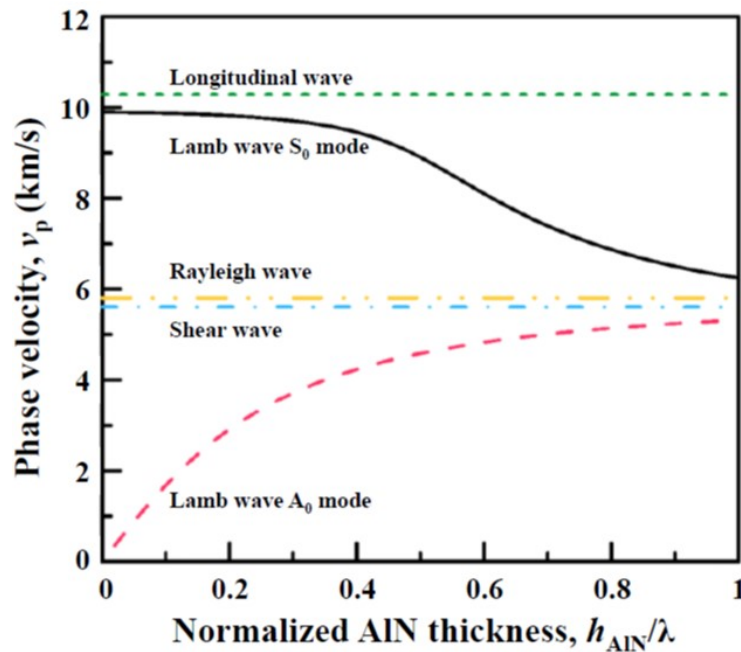 12
10
8
6
4
2
0
Phase velocity, vₚ (km/s)
Longitudinal wave
Lamb wave S₀ mode
Rayleigh wave
Shear wave
Lamb wave A₀ mode
0 0.2 0.4 0.6 0.8 1
Normalized AlN thickness, h_AlN/λ